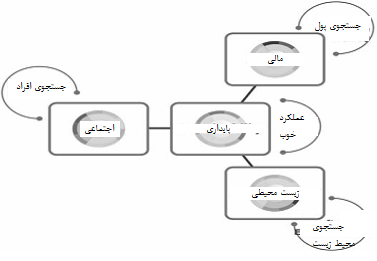 جستجوی پول
مالی
جستجوی افراد
اجتماعی
پایداری
عملکرد
خوب
زیست محیطی
جستجوی
محیط زیست